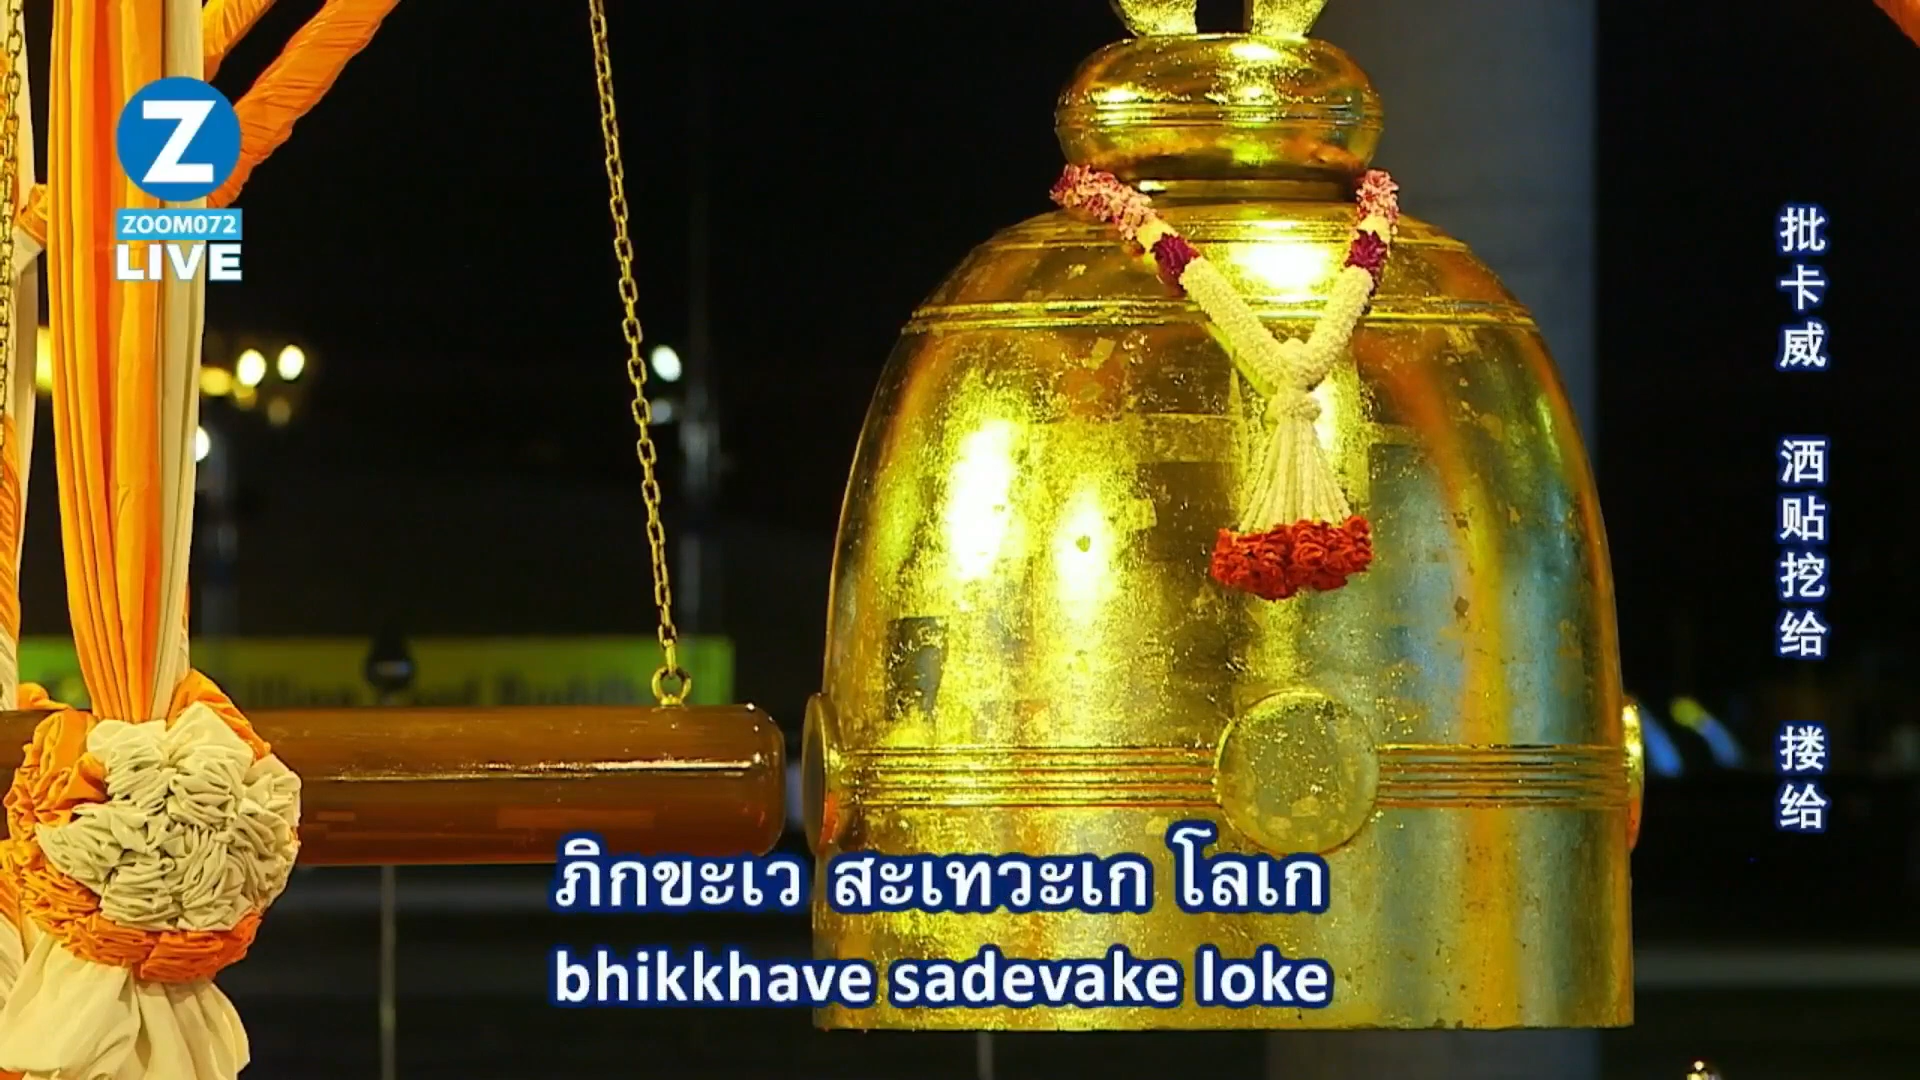 Z
ZOOM072
LIVE
批卡威 洒贴挖给 搂给
ภิกขะเว สะเทวะเก โลเก
bhikkhave sadevake loke